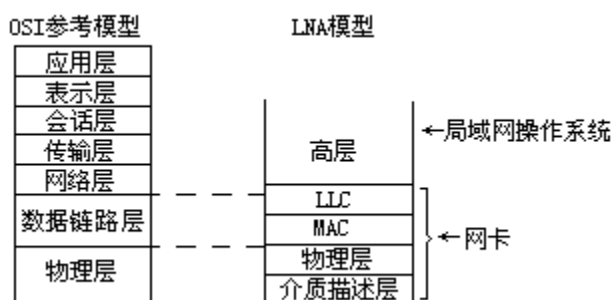 OSI参考模型
应用层
表示层
会话层
传输层
网络层
数据链路层
物理层
LNA模型
高层
LLC
MAC
物理层
介质描述层
←局域网操作系统
←网卡